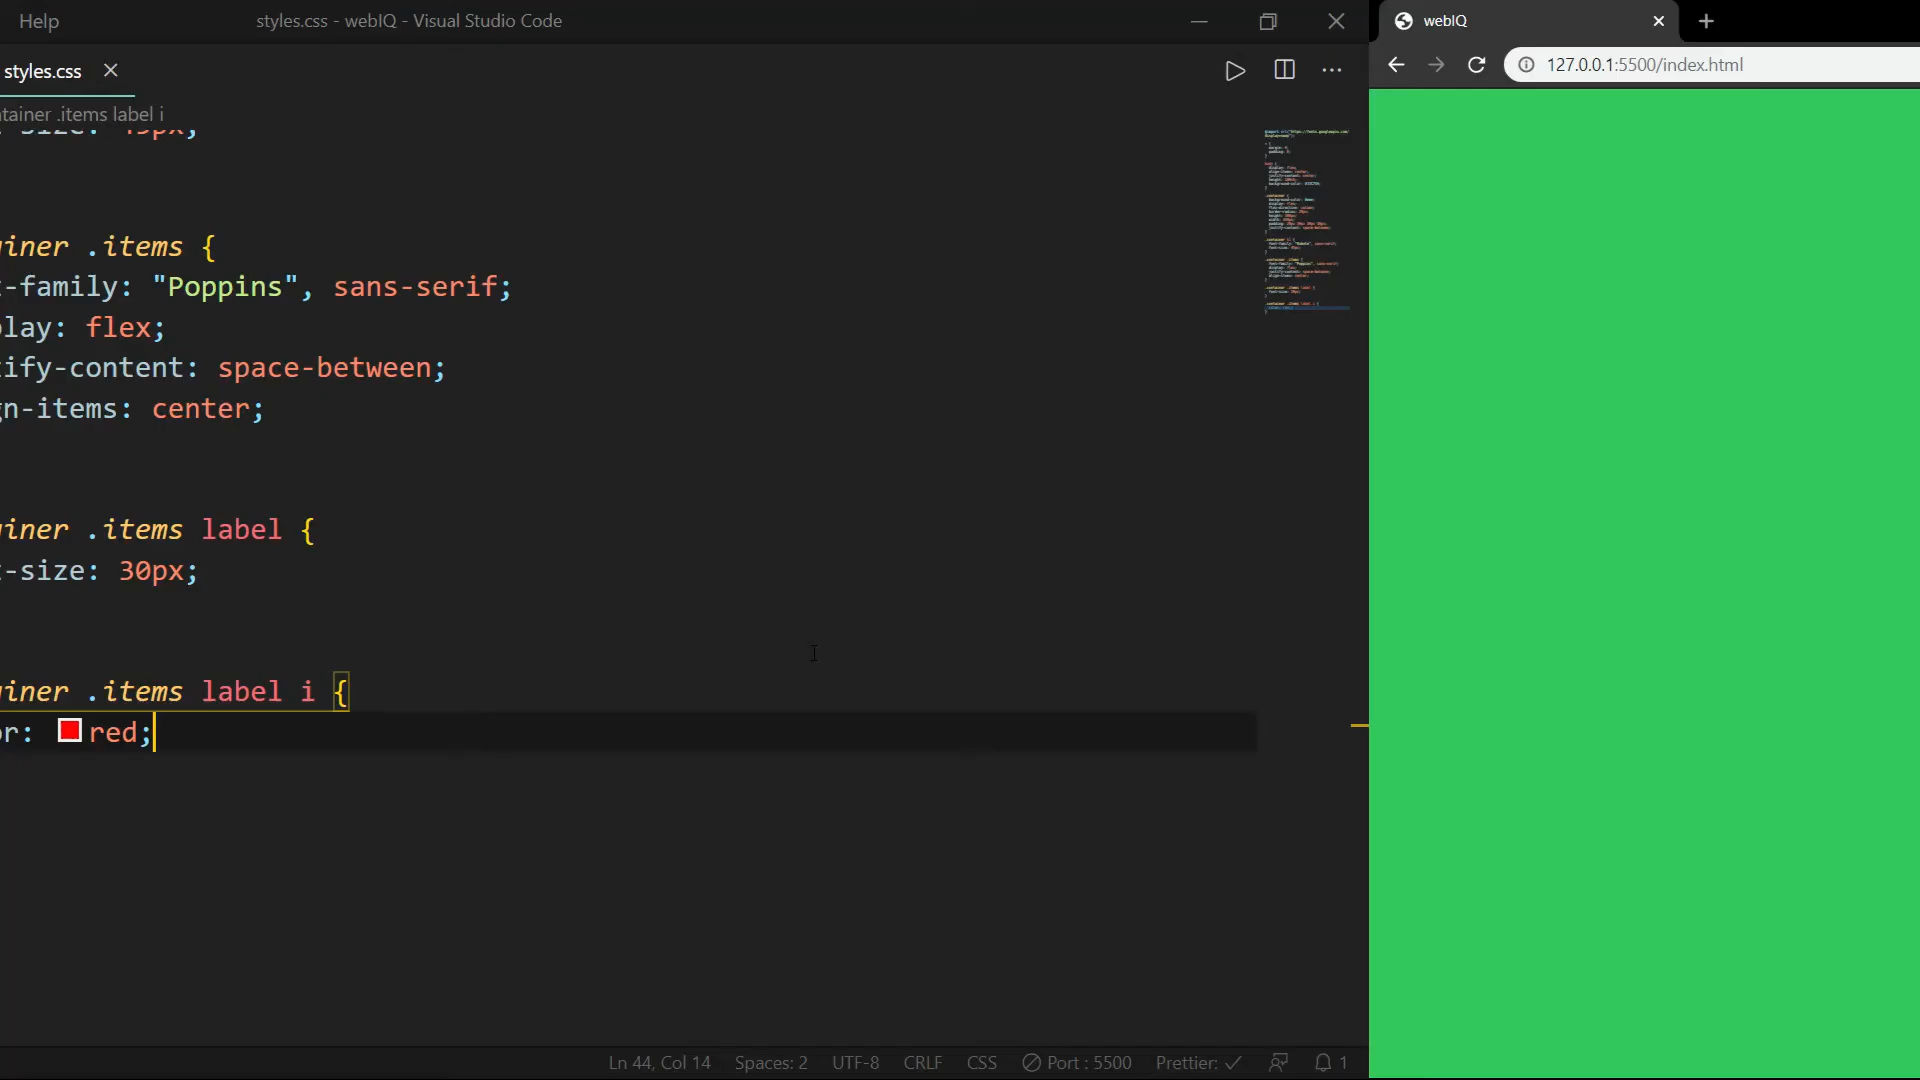 Help
styles.css - webIQ - Visual Studio Code
webIQ
styles.css
127.0.0.1:5500/index.html
tainer .items label i
-size: 45px;
iner .items {
-family: "Poppins", sans-serif;
lay: flex;
ify-content: space-between;
n-items: center;
iner .items label {
-size: 30px;
iner .items label i {
or: red;
Ln 44, Col 14
Spaces: 2
UTF-8
CRLF
CSS
Port : 5500
Prettier:
1